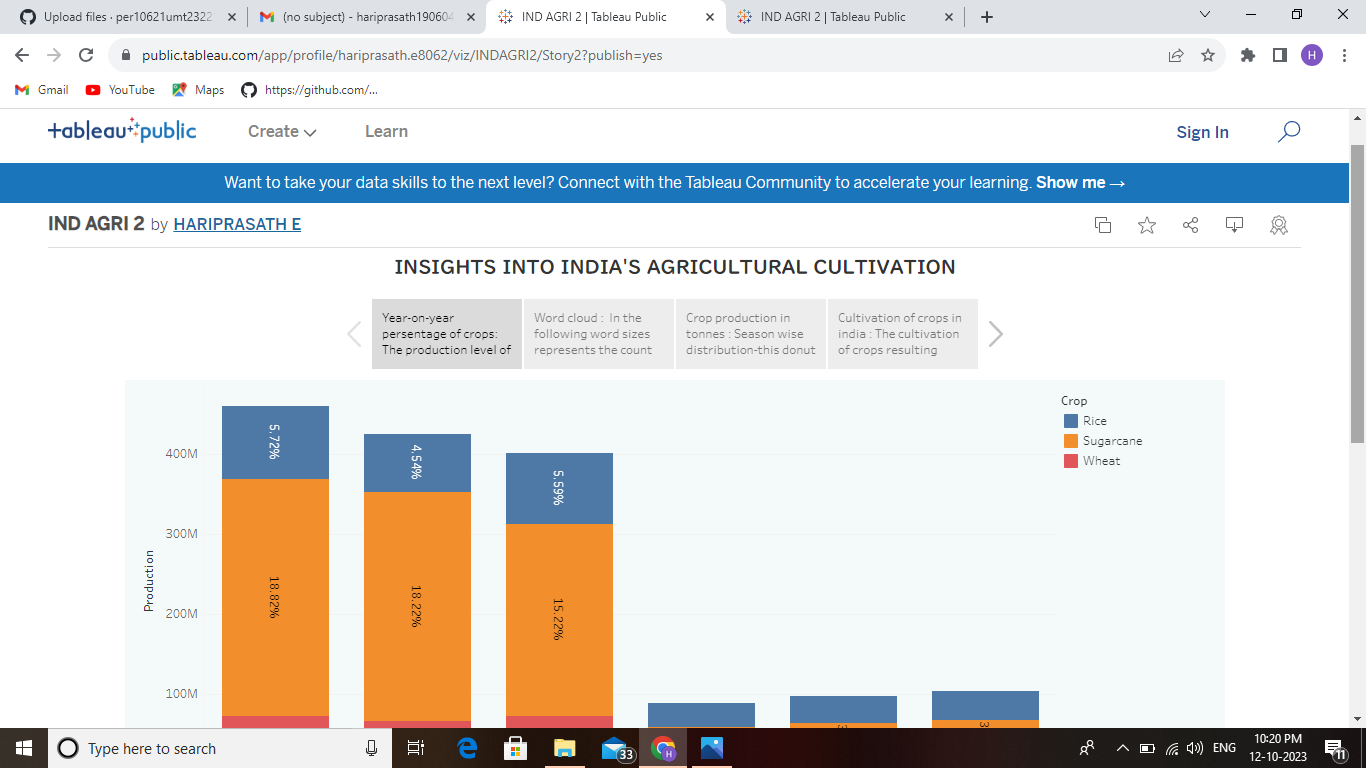 Upload files · per10621umt2322
(no subject) - hariprasath190604
IND AGRI 2 | Tableau Public
IND AGRI 2 | Tableau Public
public.tableau.com/app/profile/hariprasath.e8062/viz/INDAGRI2/Story2?publish=yes
H
Gmail
YouTube
Maps
https://github.com/...
+ableau public
Create
Learn
Sign In
Want to take your data skills to the next level? Connect with the Tableau Community to accelerate your learning. Show me →
IND AGRI 2 by HARIPRASATH E
INSIGHTS INTO INDIA'S AGRICULTURAL CULTIVATION
Year-on-year
persentage of crops:
The production level of
Word cloud : In the
following word sizes
represents the count
Crop production in
tonnes : Season wise
distribution-this donut
Cultivation of crops in
india : The cultivation
of crops resulting
Production
400M
300M
200M
100M
5.72%
18.82%
4.54%
18.22%
5.59%
15.22%
Crop
Rice
Sugarcane
Wheat
Type here to search
33
H
ENG
10:20 PM
12-10-2023
11